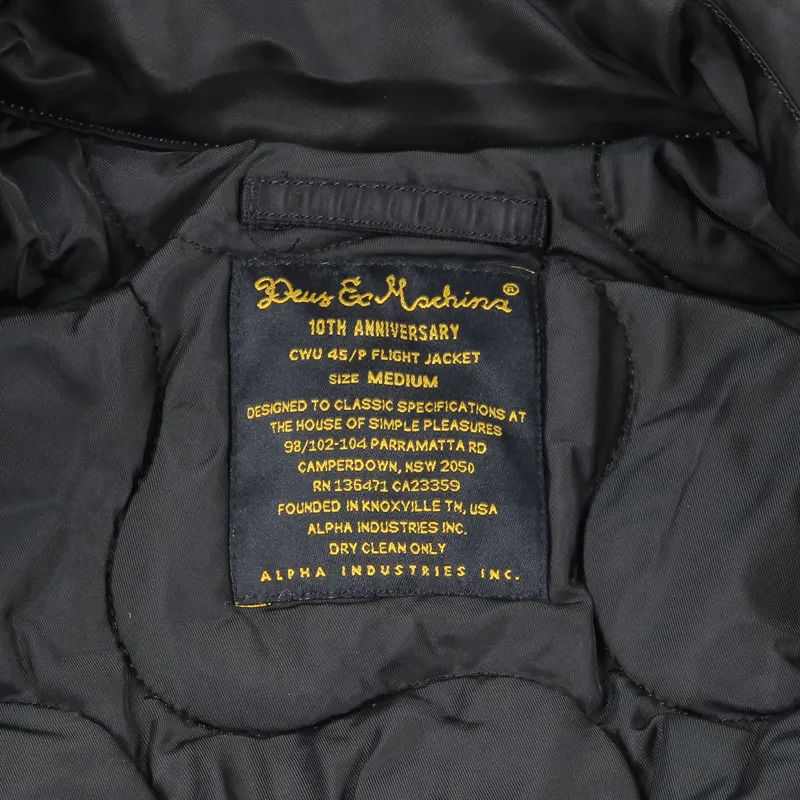 Deus Ex Machina®
10TH ANNIVERSARY
CWU 45/P FLIGHT JACKET
SIZE MEDIUM
DESIGNED TO CLASSIC SPECIFICATIONS AT
THE HOUSE OF SIMPLE PLEASURES
98/102-104 PARRAMATTA RD
CAMPERDOWN, NSW 2050
RN 136471 CA23359
FOUNDED IN KNOXVILLE TN, USA
ALPHA INDUSTRIES INC.
DRY CLEAN ONLY
ALPHA INDUSTRIES INC.